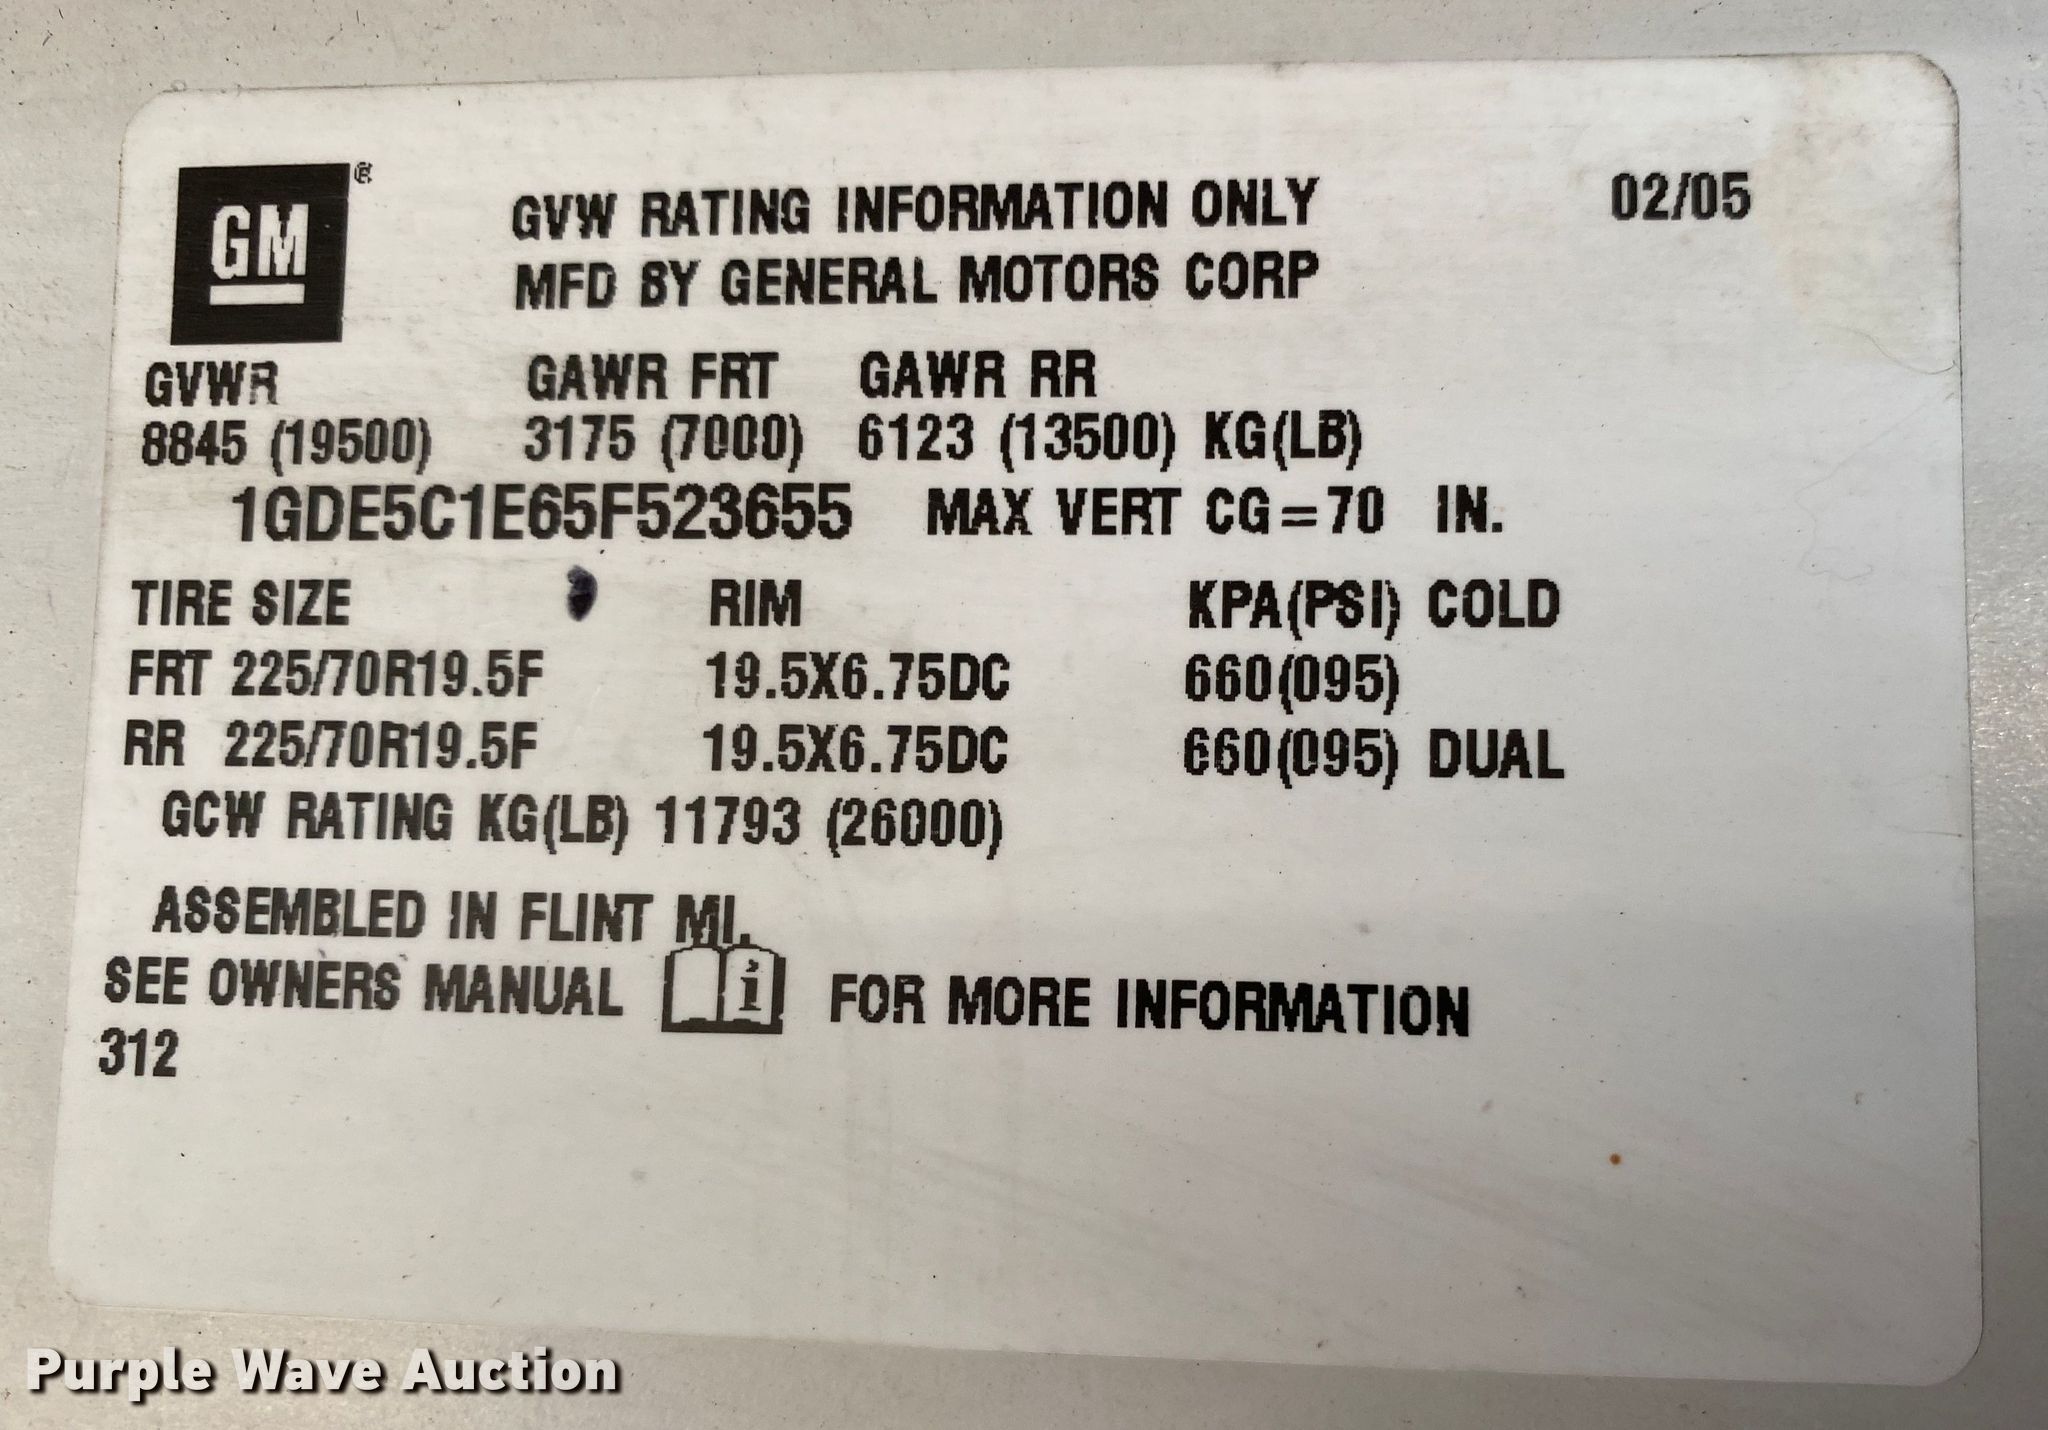 GM®
GVW RATING INFORMATION ONLY 02/05
MFD BY GENERAL MOTORS CORP
GVWR GAWR FRT GAWR RR
8845 (19500) 3175 (7000) 6123 (13500) KG(LB)
1GDE5C1E65F523655 MAX VERT CG=70 IN.
TIRE SIZE RIM KPA(PSI) COLD
FRT 225/70R19.5F 19.5X6.75DC 660(095)
RR 225/70R19.5F 19.5X6.75DC 660(095) DUAL
GCW RATING KG(LB) 11793 (26000)
ASSEMBLED IN FLINT MI.
SEE OWNERS MANUAL i FOR MORE INFORMATION
312
Purple Wave Auction